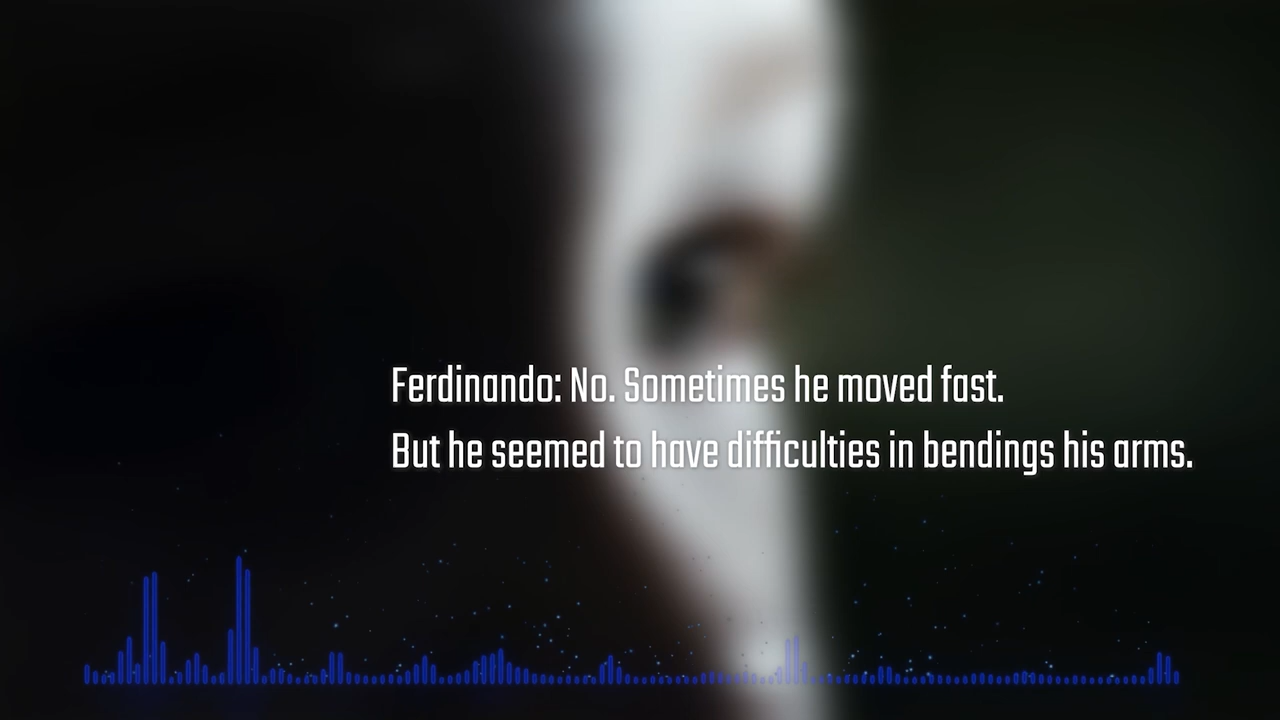 Ferdinando: No. Sometimes he moved fast.
But he seemed to have difficulties in bendings his arms.